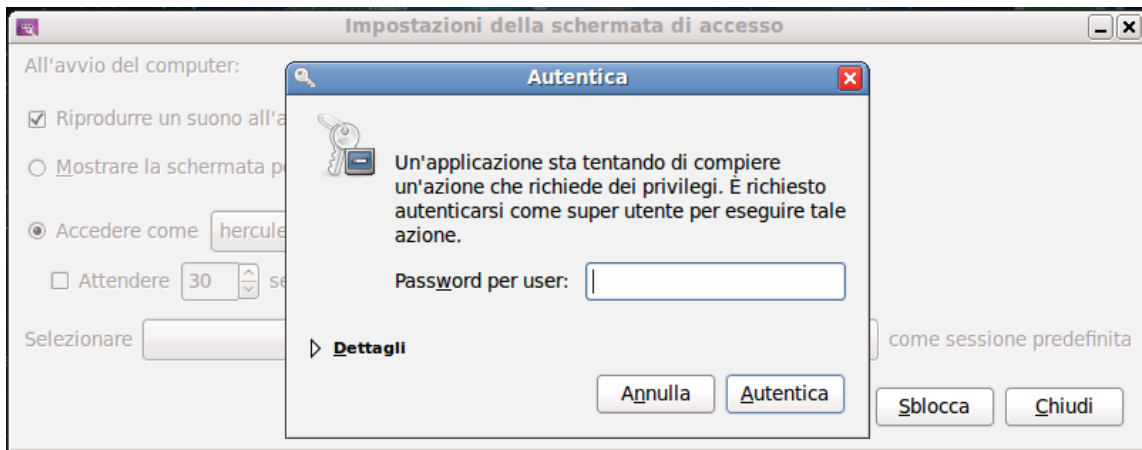 Impostazioni della schermata di accesso
All'avvio del computer:
Autentica
Riprodurre un suono all'a
Mostrare la schermata p
Un'applicazione sta tentando di compiere
un'azione che richiede dei privilegi. È richiesto
autenticarsi come super utente per eseguire tale
azione.
Accedere come hercule
Attendere 30 se
Password per user:
Selezionare
come sessione predefinita
Dettagli
Annulla Autentica
Sblocca Chiudi